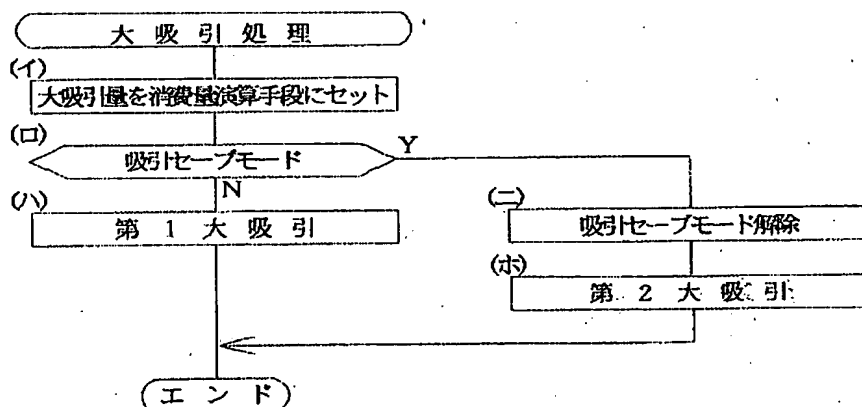 大吸引処理
(イ)
大吸引量を消費量演算手段にセット
(ロ)
吸引セーブモード
Y
N
(ハ)
第1大吸引
(ニ)
吸引セーブモード解除
(ホ)
第2大吸引
エンド